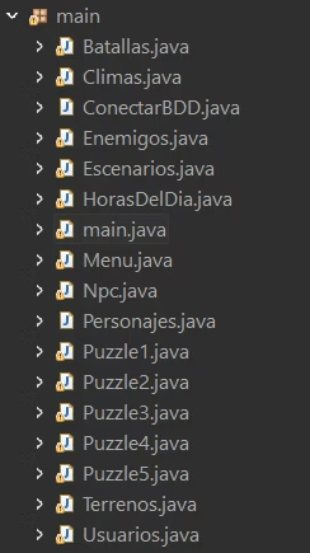 main
Batallas.java
Climas.java
ConectarBDD.java
Enemigos.java
Escenarios.java
HorasDelDia.java
main.java
Menu.java
Npc.java
Personajes.java
Puzzle1.java
Puzzle2.java
Puzzle3.java
Puzzle4.java
Puzzle5.java
Terrenos.java
Usuarios.java